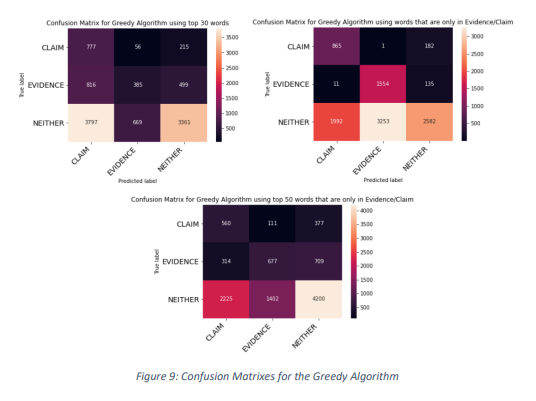 Confusion Matrix for Greedy Algorithm using top 30 words
CLAIM 777 56 215
EVIDENCE 816 385 499
NEITHER 3797 669 3361
True label
CLAIM EVIDENCE NEITHER
Predicted label
3500
3000
2500
2000
1500
1000
500
Confusion Matrix for Greedy Algorithm using words that are only in Evidence/Claim
CLAIM 865 1 182
EVIDENCE 11 1554 135
NEITHER 1992 3253 2582
True label
CLAIM EVIDENCE NEITHER
Predicted label
3000
2500
2000
1500
1000
500
Confusion Matrix for Greedy Algorithm using top 50 words that are only in Evidence/Claim
CLAIM 560 111 377
EVIDENCE 314 677 709
NEITHER 2225 1402 4200
True label
CLAIM EVIDENCE NEITHER
4000
3500
3000
2500
2000
1500
1000
500
Figure 9: Confusion Matrixes for the Greedy Algorithm